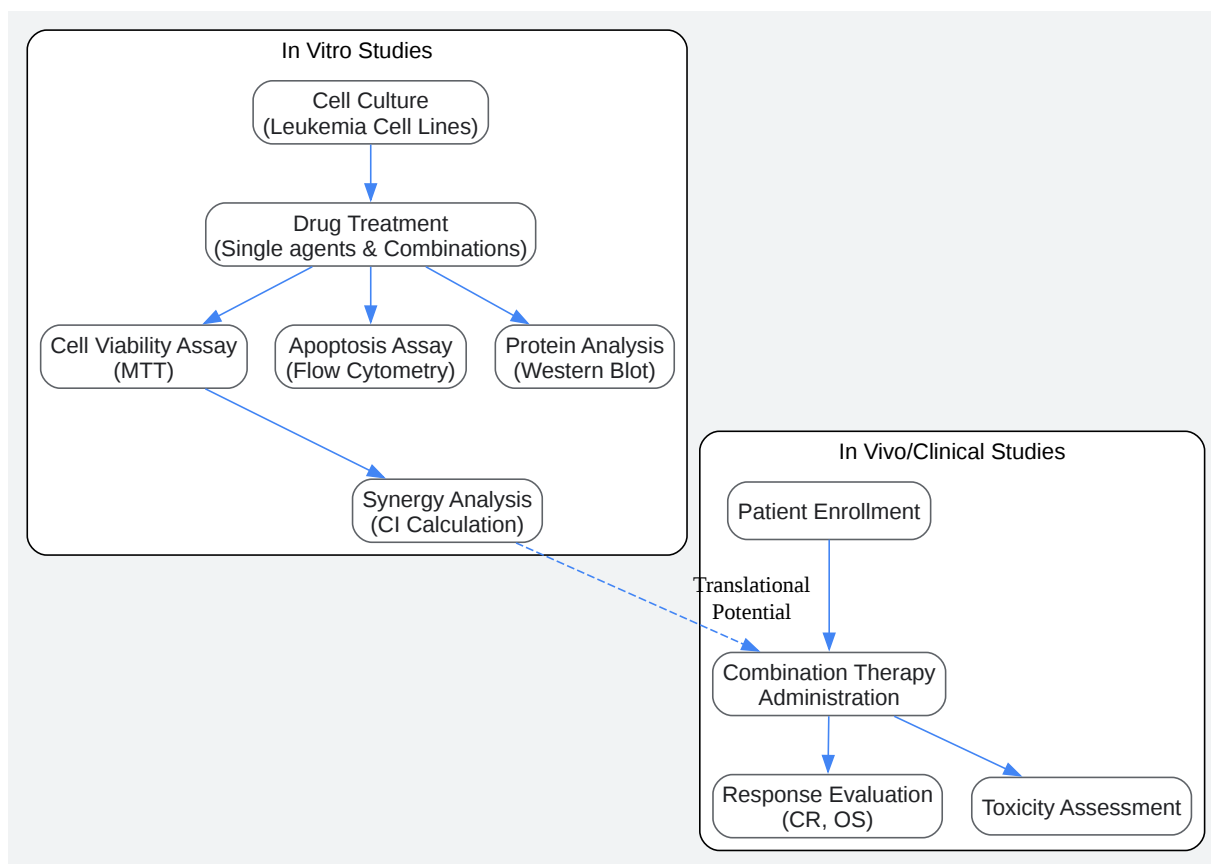 In Vitro Studies
Cell Culture
(Leukemia Cell Lines)
Drug Treatment
(Single agents & Combinations)
Cell Viability Assay
(MTT)
Apoptosis Assay
(Flow Cytometry)
Protein Analysis
(Western Blot)
Synergy Analysis
(CI Calculation)
In Vivo/Clinical Studies
Patient Enrollment
Translational
Potential
Combination Therapy
Administration
Response Evaluation
(CR, OS)
Toxicity Assessment